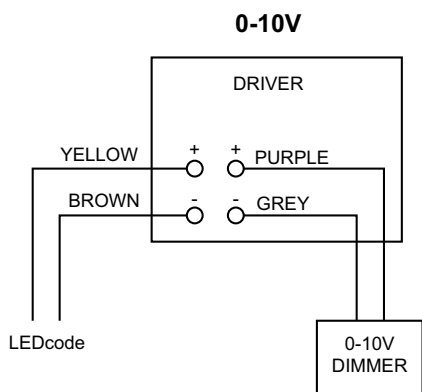 0-10V
DRIVER
YELLOW + + PURPLE
BROWN - - GREY
LEDcode
0-10V
DIMMER